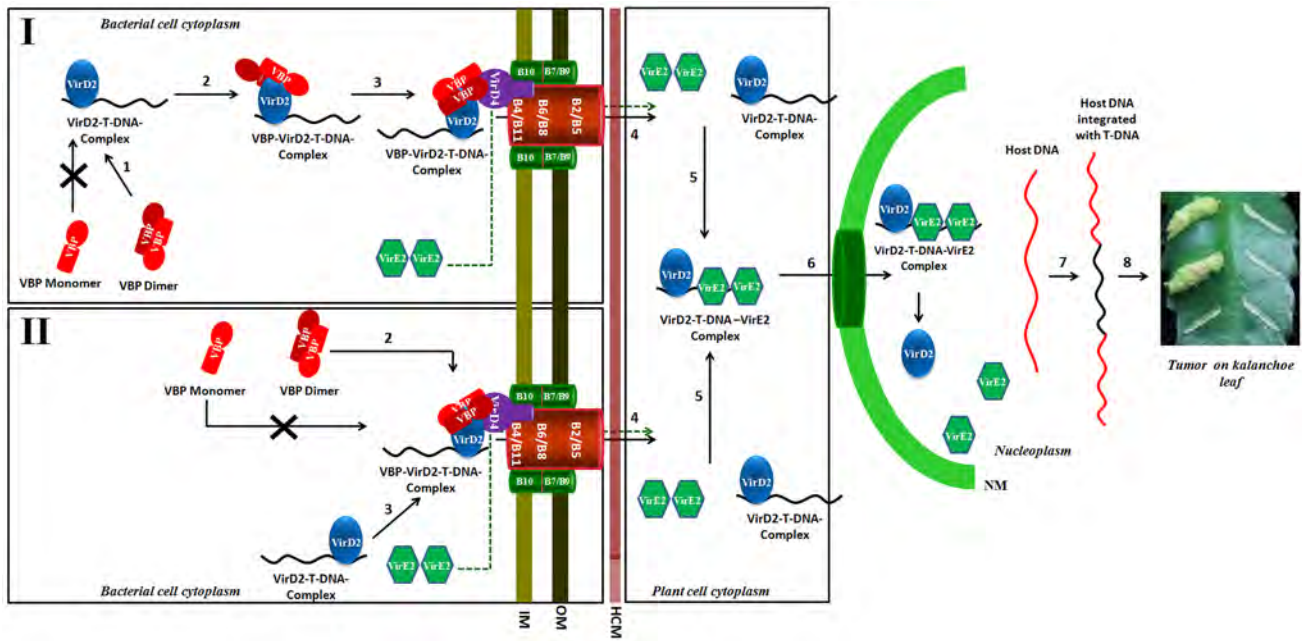 I
Bacterial cell cytoplasm
VirD2
VirD2-T-DNA-
Complex
2
VBP
VirD2
VBP-VirD2-T-DNA-
Complex
3
VBP
VBP
VirD2
VirD4
VBP-VirD2-T-DNA-
Complex
1
VBP
VBP Monomer
VBP
VBP
VBP Dimer
VirE2
VirE2
B10
B7/B9
B4/B11
B6/B8
B2/B5
B10
B7/B9
4
II
VBP
VBP Monomer
VBP
VBP
VBP Dimer
2
VBP
VBP
VirD2
VirD4
VBP-VirD2-T-DNA-
Complex
3
VirD2
VirD2-T-DNA-
Complex
VirE2
VirE2
B10
B7/B9
B4/B11
B6/B8
B2/B5
B10
B7/B9
4
Bacterial cell cytoplasm
IM
OM
HCM
VirE2
VirE2
VirD2
VirD2-T-DNA-
Complex
5
VirD2
VirE2
VirE2
VirD2-T-DNA–VirE2
Complex
5
VirE2
VirE2
VirD2
VirD2-T-DNA-
Complex
Plant cell cytoplasm
6
VirD2
VirE2
VirE2
VirD2-T-DNA-VirE2
Complex
VirD2
VirE2
VirE2
Nucleoplasm
NM
Host DNA
7
Host DNA
integrated
with T-DNA
8
Tumor on kalanchoe
leaf